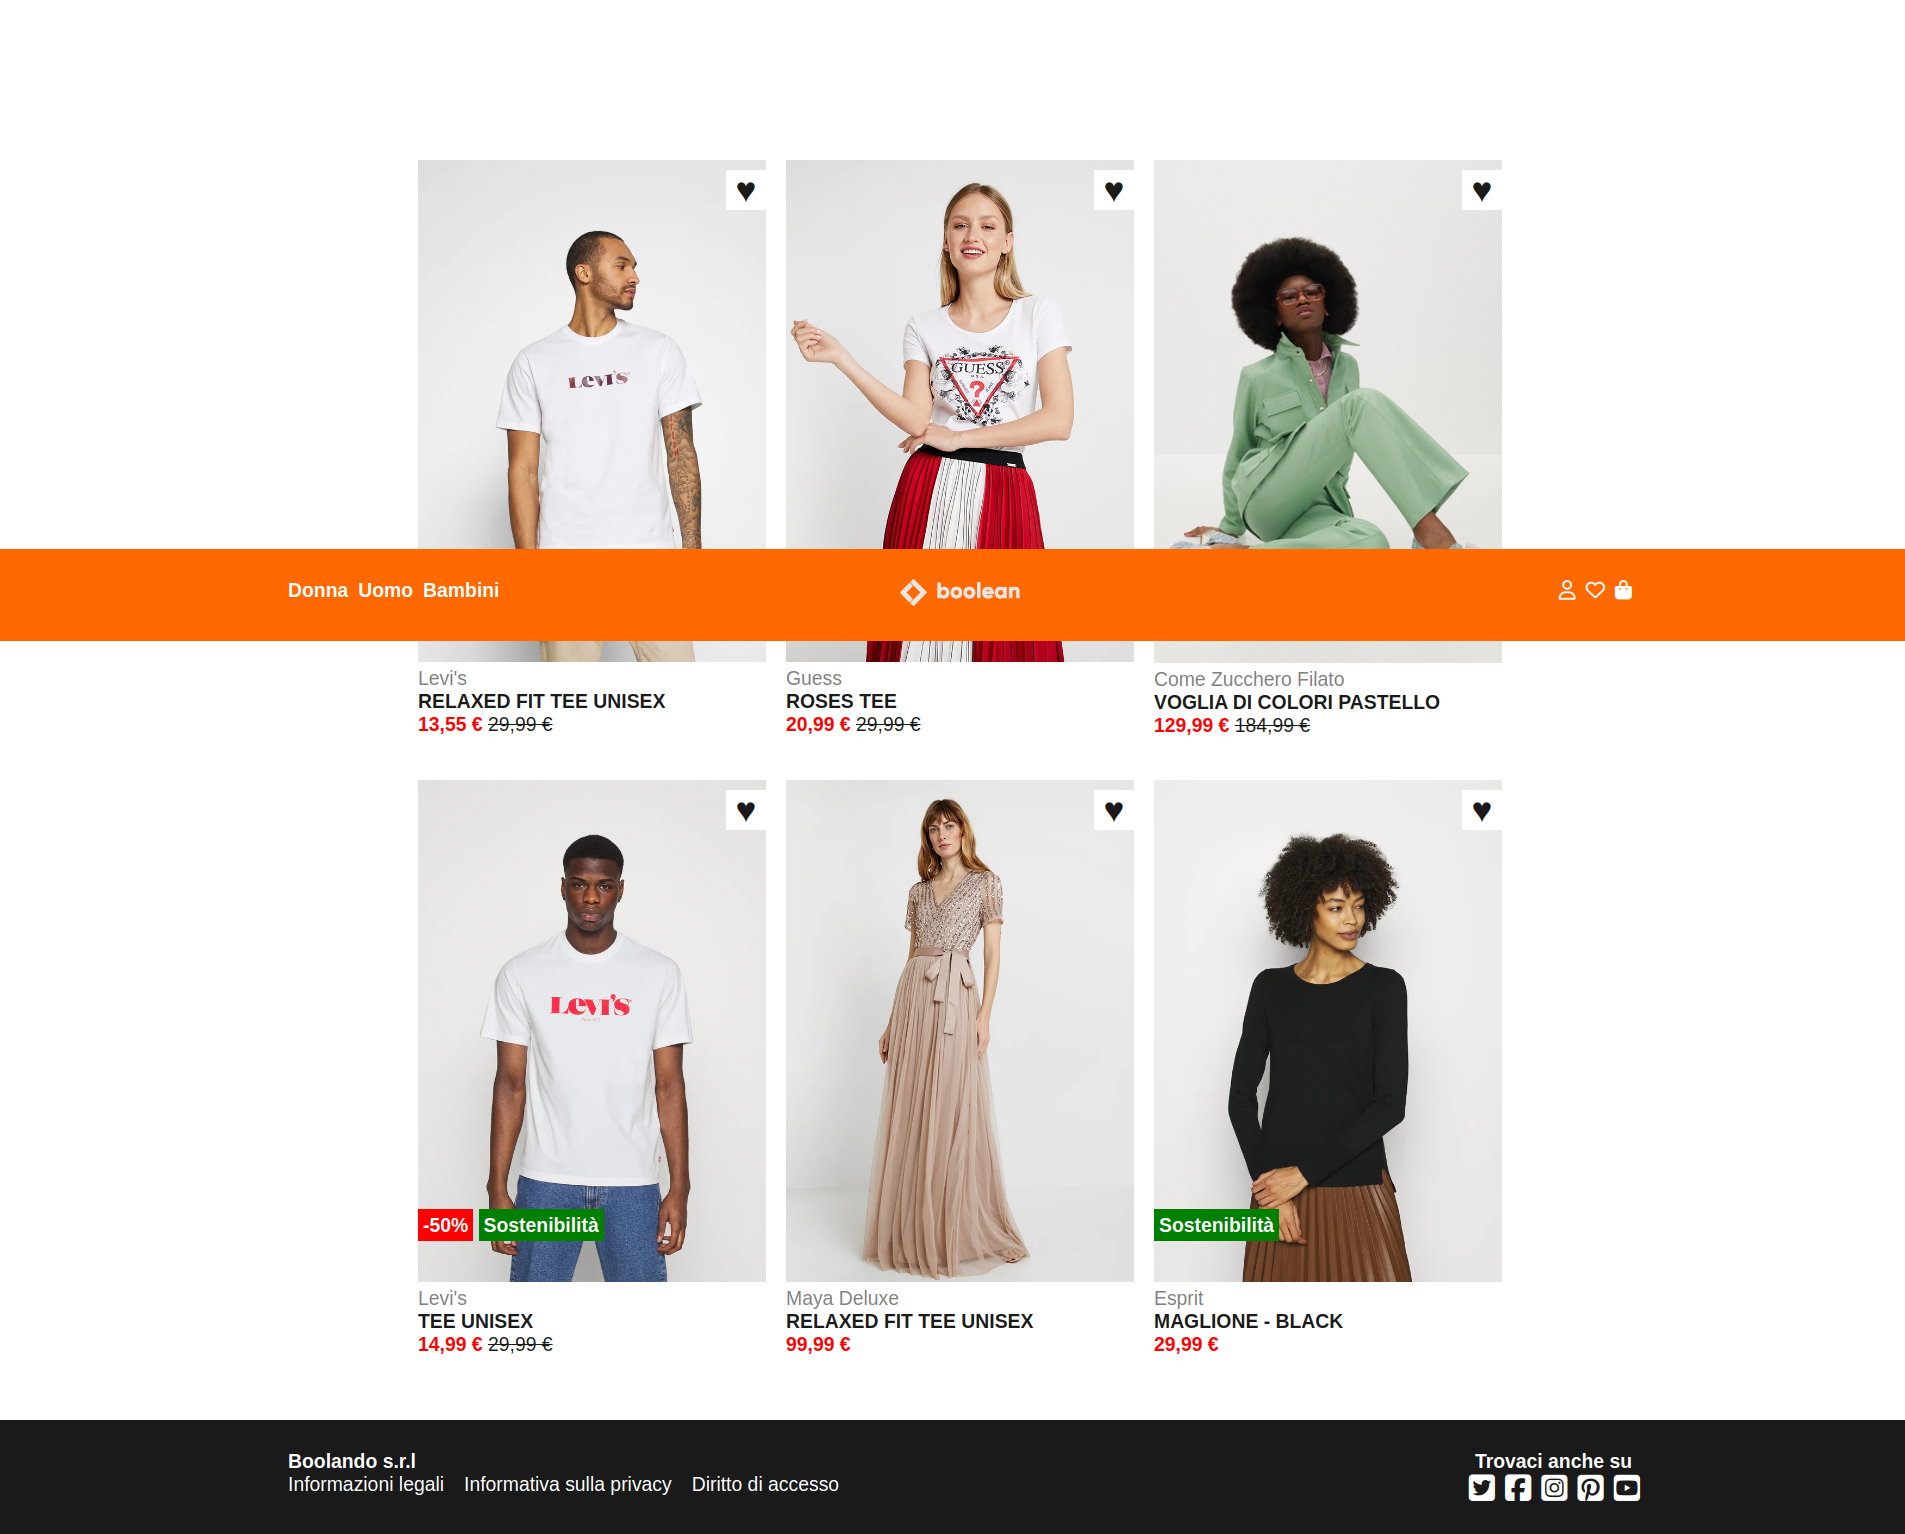 LEVI'S
GUESS
U.S.A.
?
Donna Uomo Bambini
boolean
Levi's
RELAXED FIT TEE UNISEX
13,55 € 29,99 €
Guess
ROSES TEE
20,99 € 29,99 €
Come Zucchero Filato
VOGLIA DI COLORI PASTELLO
129,99 € 184,99 €
LEVI'S
-50% Sostenibilità
Sostenibilità
Levi's
TEE UNISEX
14,99 € 29,99 €
Maya Deluxe
RELAXED FIT TEE UNISEX
99,99 €
Esprit
MAGLIONE - BLACK
29,99 €
Boolando s.r.l
Informazioni legali Informativa sulla privacy Diritto di accesso
Trovaci anche su